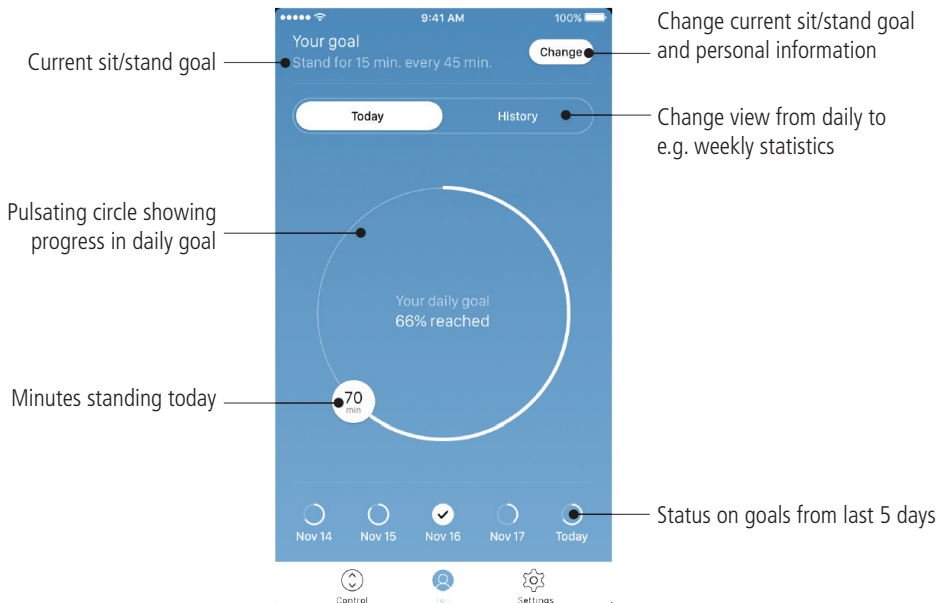 9:41 AM
100%
Your goal
Stand for 15 min. every 45 min.
Change
Today
History
Your daily goal
66% reached
70
min
Nov 14
Nov 15
Nov 16
Nov 17
Today
Control
Settings
Current sit/stand goal
Pulsating circle showing
progress in daily goal
Minutes standing today
Change current sit/stand goal
and personal information
Change view from daily to
e.g. weekly statistics
Status on goals from last 5 days